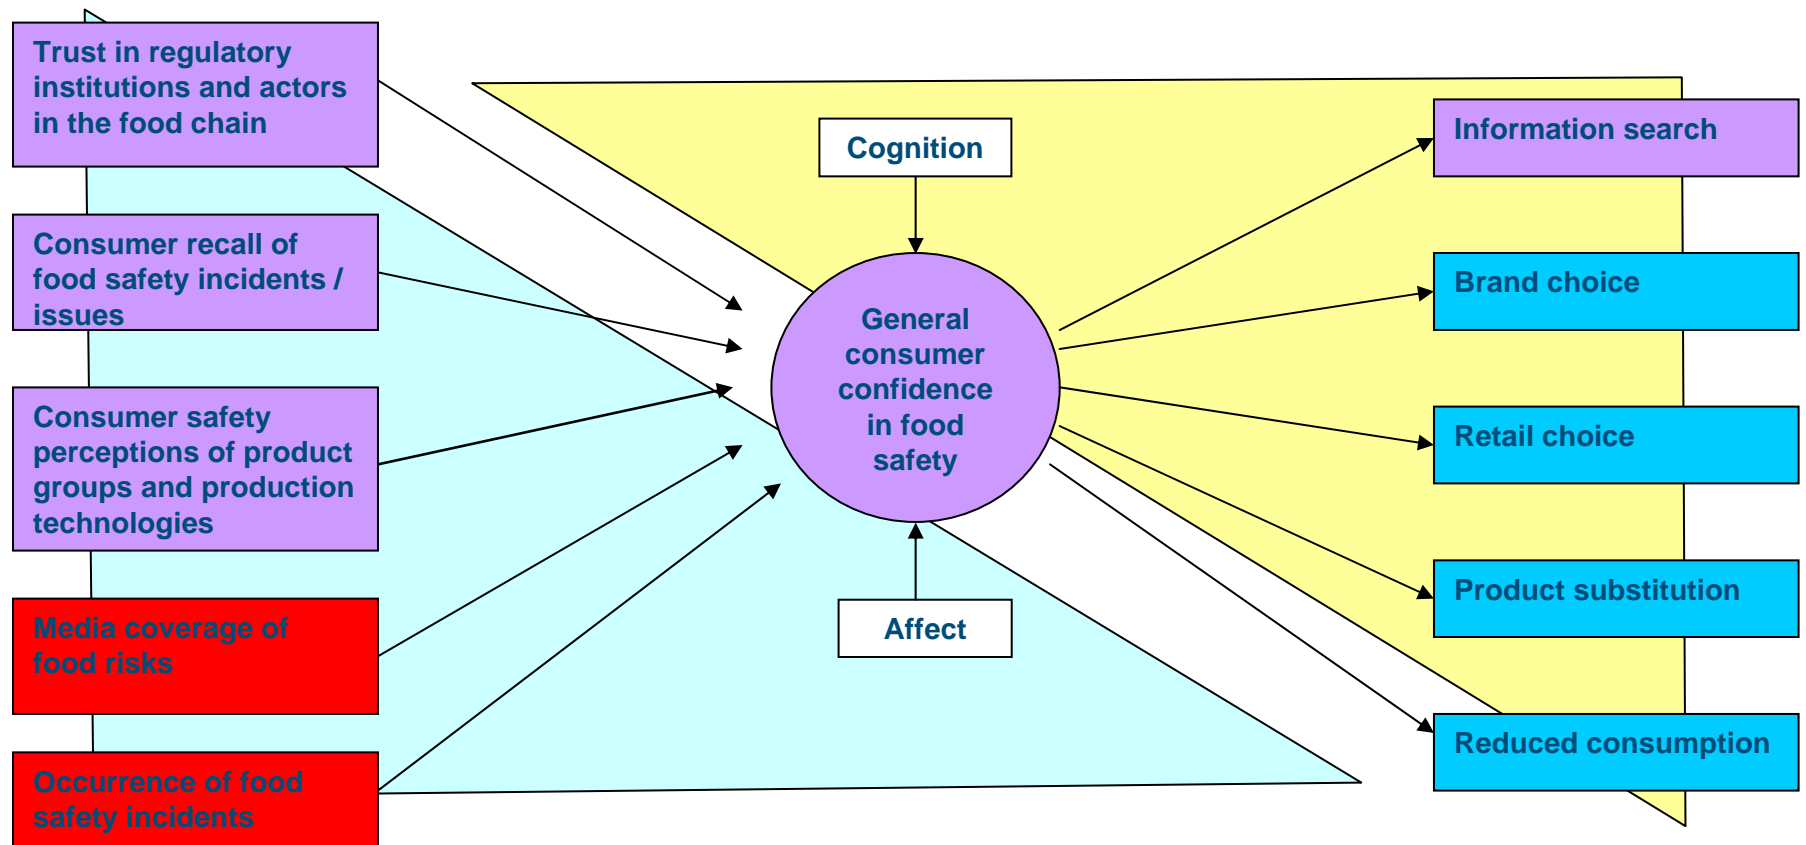 Trust in regulatory
institutions and actors
in the food chain
Consumer recall of
food safety incidents /
issues
Consumer safety
perceptions of product
groups and production
technologies
Media coverage of
food risks
Occurrence of food
safety incidents
Cognition
General
consumer
confidence
in food
safety
Affect
Information search
Brand choice
Retail choice
Product substitution
Reduced consumption